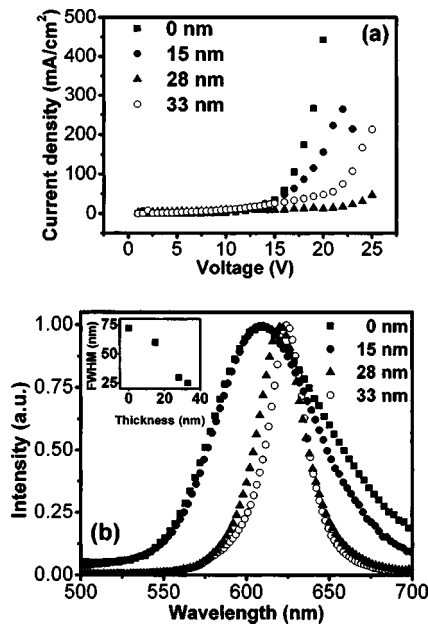 (a)
0 nm
15 nm
28 nm
33 nm
500
400
300
200
100
0
Current density (mA/cm²)
0 5 10 15 20 25
Voltage (V)
(b)
0 nm
15 nm
28 nm
33 nm
75
50
25
FWHM (nm)
0 20 40
Thickness (nm)
1.00
0.75
0.50
0.25
0.00
Intensity (a.u.)
500 550 600 650 700
Wavelength (nm)